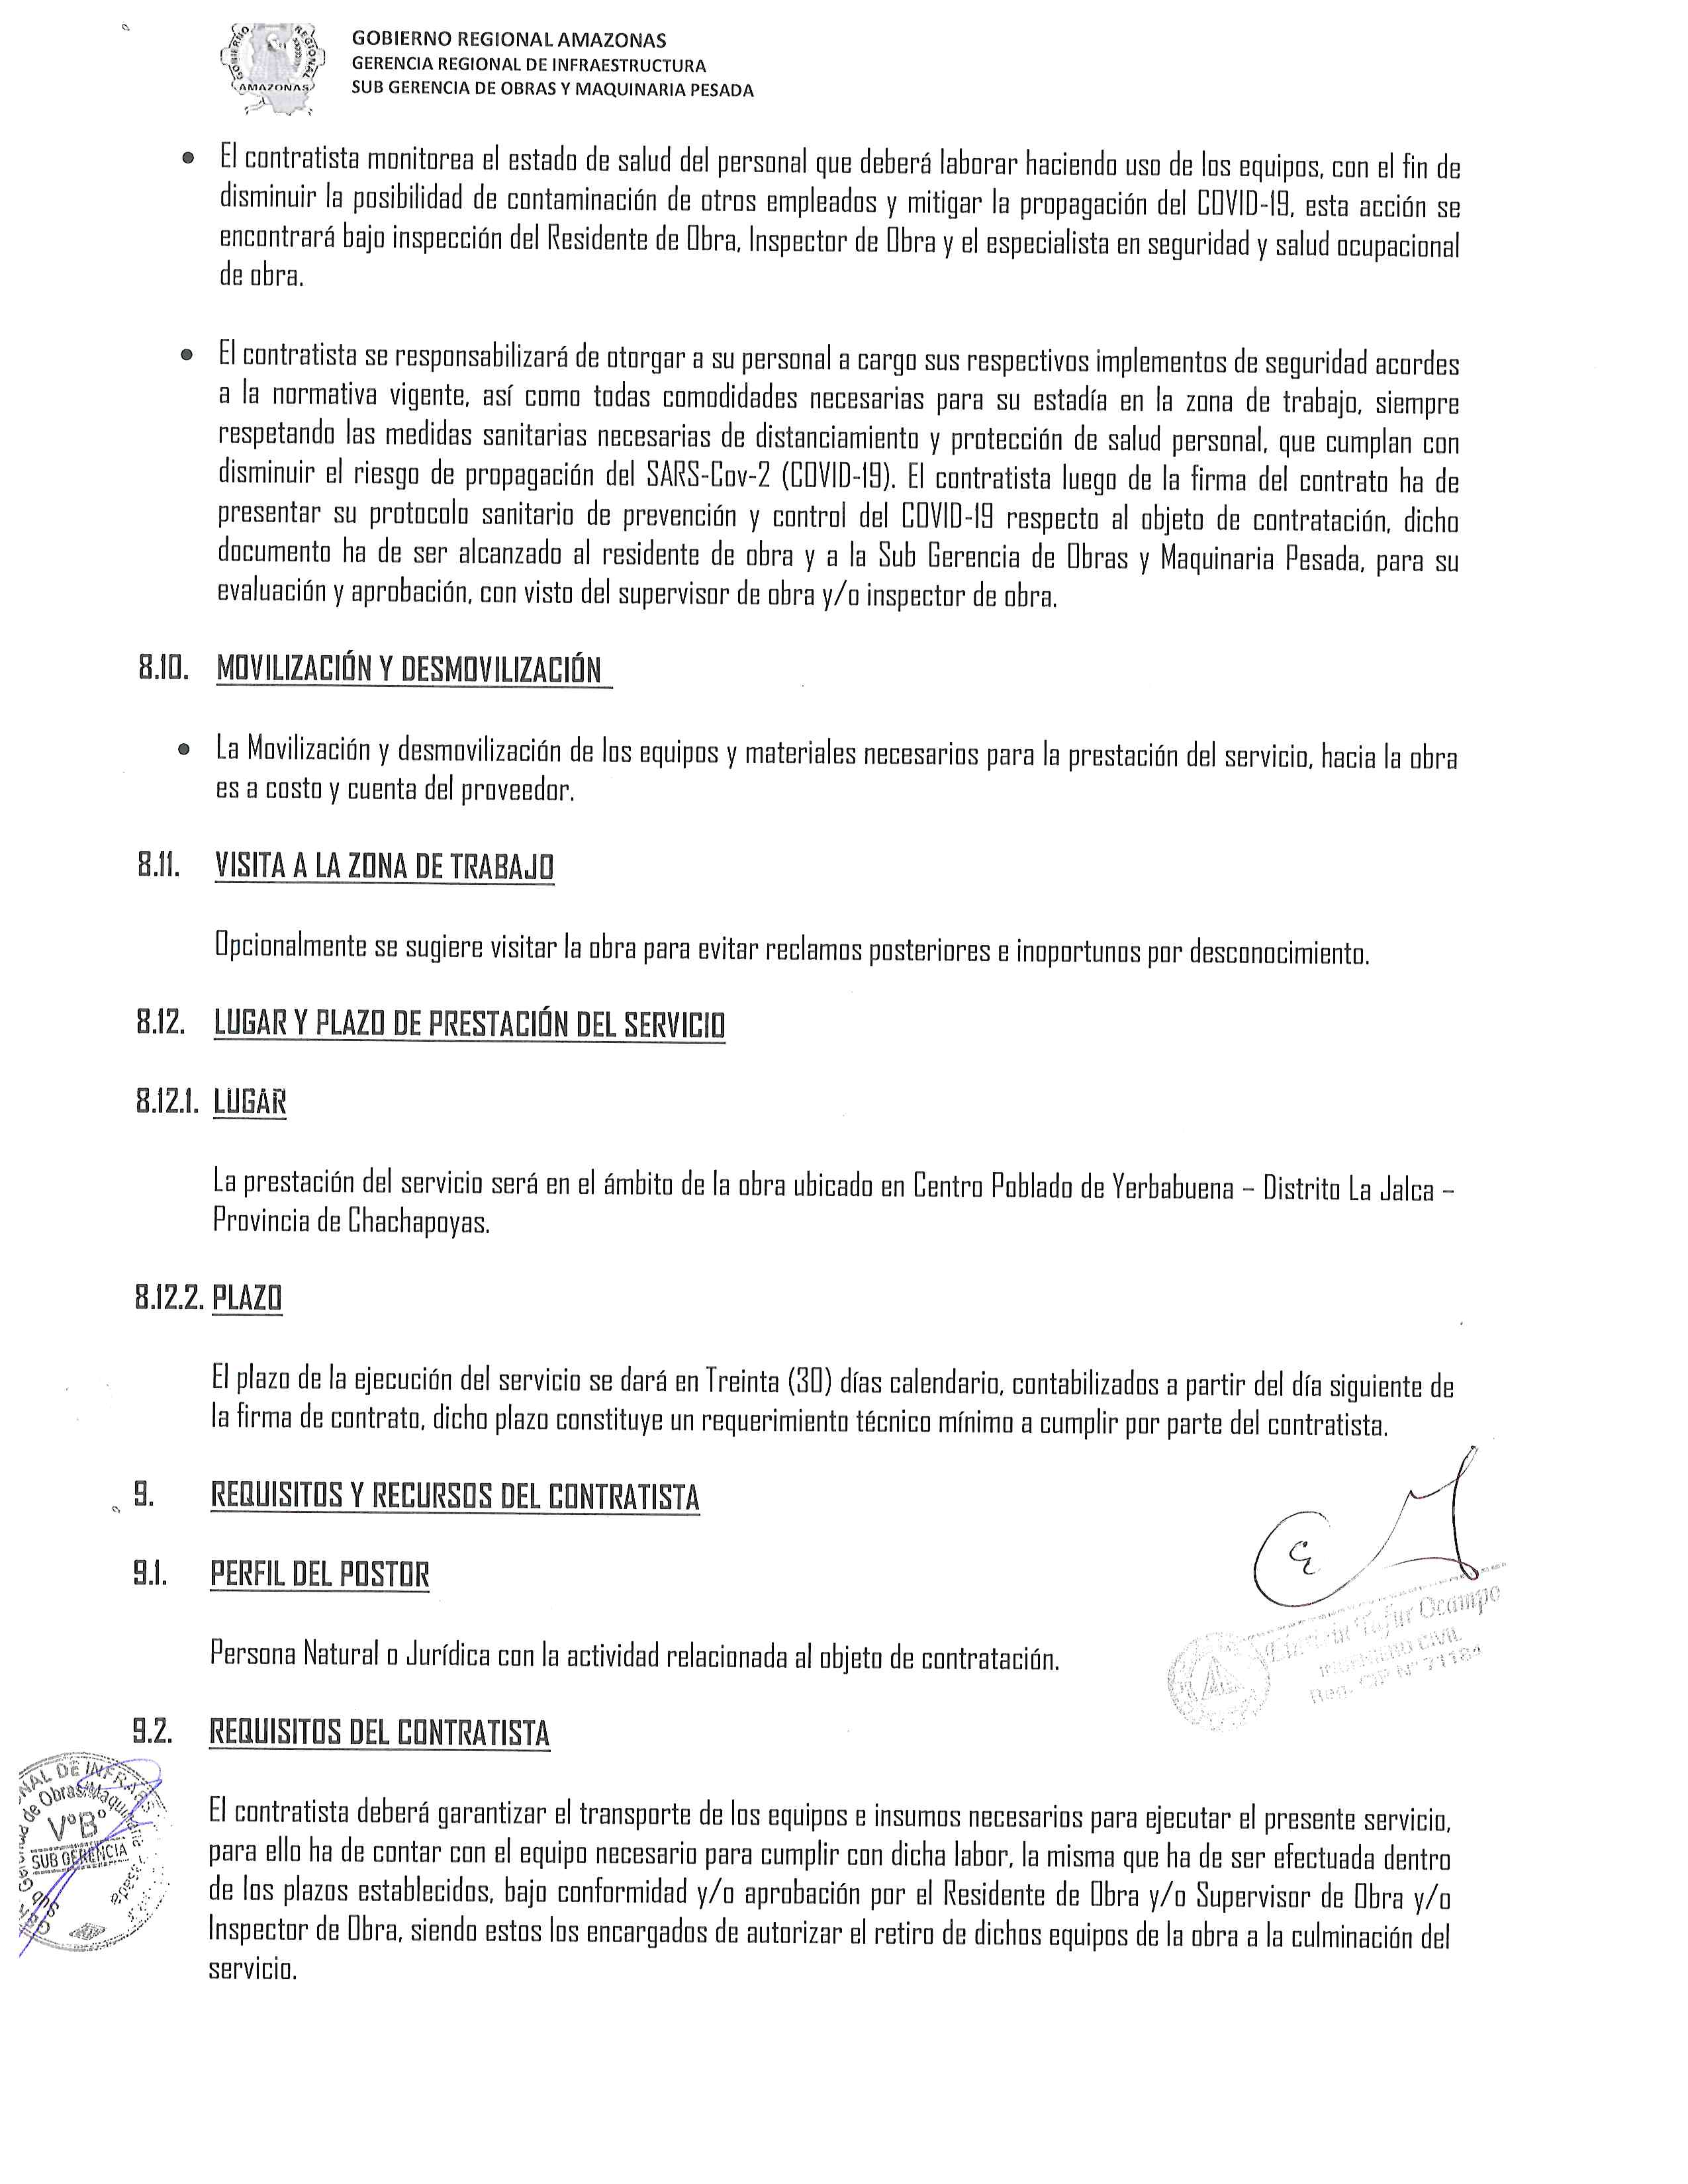 GOBIERNO REGIONAL
AMAZONAS
GOBIERNO REGIONAL AMAZONAS
GERENCIA REGIONAL DE INFRAESTRUCTURA
SUB GERENCIA DE OBRAS Y MAQUINARIA PESADA
• El contratista monitorea el estado de salud del personal que deberá laborar haciendo uso de los equipos, con el fin de
disminuir la posibilidad de contaminación de otros empleados y mitigar la propagación del COVID-19, esta acción se
encontrará bajo inspección del Residente de Obra, Inspector de Obra y el especialista en seguridad y salud ocupacional
de obra.
• El contratista se responsabilizará de otorgar a su personal a cargo sus respectivos implementos de seguridad acordes
a la normativa vigente, así como todas comodidades necesarias para su estadía en la zona de trabajo, siempre
respetando las medidas sanitarias necesarias de distanciamiento y protección de salud personal, que cumplan con
disminuir el riesgo de propagación del SARS-Cov-2 (COVID-19). El contratista luego de la firma del contrato ha de
presentar su protocolo sanitario de prevención y control del COVID-19 respecto al objeto de contratación, dicho
documento ha de ser alcanzado al residente de obra y a la Sub Gerencia de Obras y Maquinaria Pesada, para su
evaluación y aprobación, con visto del supervisor de obra y/o inspector de obra.
8.10. MOVILIZACIÓN Y DESMOVILIZACIÓN
• La Movilización y desmovilización de los equipos y materiales necesarios para la prestación del servicio, hacia la obra
es a costo y cuenta del proveedor.
8.11. VISITA A LA ZONA DE TRABAJO
Opcionalmente se sugiere visitar la obra para evitar reclamos posteriores e inoportunos por desconocimiento.
8.12. LUGAR Y PLAZO DE PRESTACIÓN DEL SERVICIO
8.12.1. LUGAR
La prestación del servicio será en el ámbito de la obra ubicado en Centro Poblado de Yerbabuena – Distrito La Jalca –
Provincia de Chachapoyas.
8.12.2. PLAZO
El plazo de la ejecución del servicio se dará en Treinta (30) días calendario, contabilizados a partir del día siguiente de
la firma de contrato, dicho plazo constituye un requerimiento técnico mínimo a cumplir por parte del contratista.
9. REQUISITOS Y RECURSOS DEL CONTRATISTA
9.1. PERFIL DEL POSTOR
Persona Natural o Jurídica con la actividad relacionada al objeto de contratación.
Tafur Ocampo
INGENIERO CIVIL
Reg. CIP N° 71184
9.2. REQUISITOS DEL CONTRATISTA
El contratista deberá garantizar el transporte de los equipos e insumos necesarios para ejecutar el presente servicio,
para ello ha de contar con el equipo necesario para cumplir con dicha labor, la misma que ha de ser efectuada dentro
de los plazos establecidos, bajo conformidad y/o aprobación por el Residente de Obra y/o Supervisor de Obra y/o
Inspector de Obra, siendo estos los encargados de autorizar el retiro de dichos equipos de la obra a la culminación del
servicio.
V°B°
SUB GERENCIA